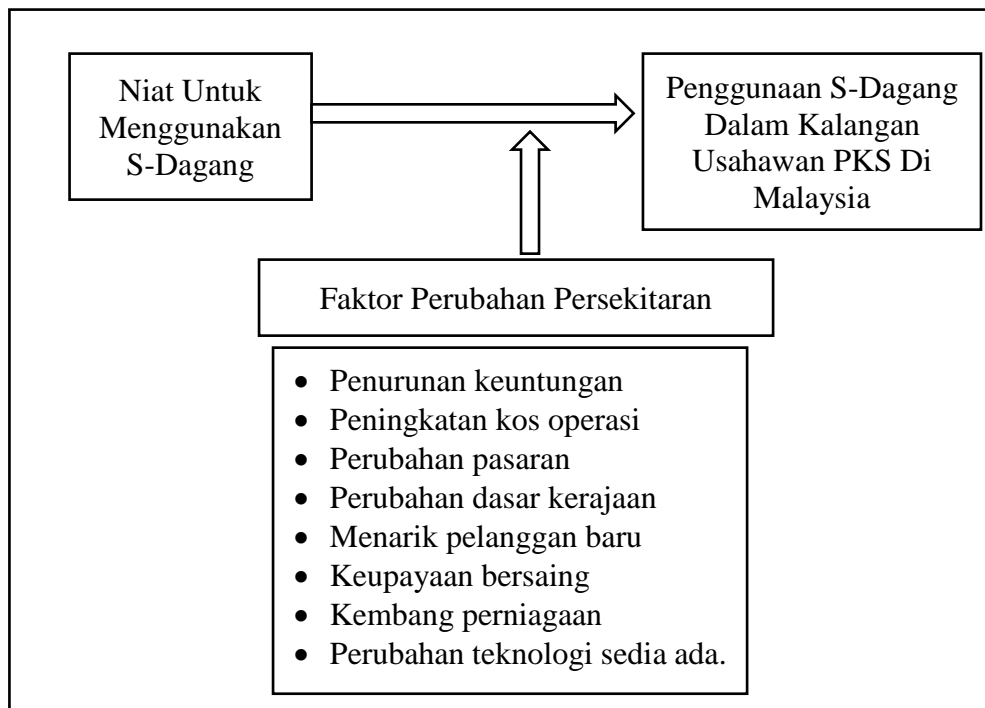 Niat Untuk
Menggunakan
S-Dagang
Penggunaan S-Dagang
Dalam Kalangan
Usahawan PKS Di
Malaysia
Faktor Perubahan Persekitaran
• Penurunan keuntungan
• Peningkatan kos operasi
• Perubahan pasaran
• Perubahan dasar kerajaan
• Menarik pelanggan baru
• Keupayaan bersaing
• Kembang perniagaan
• Perubahan teknologi sedia ada.